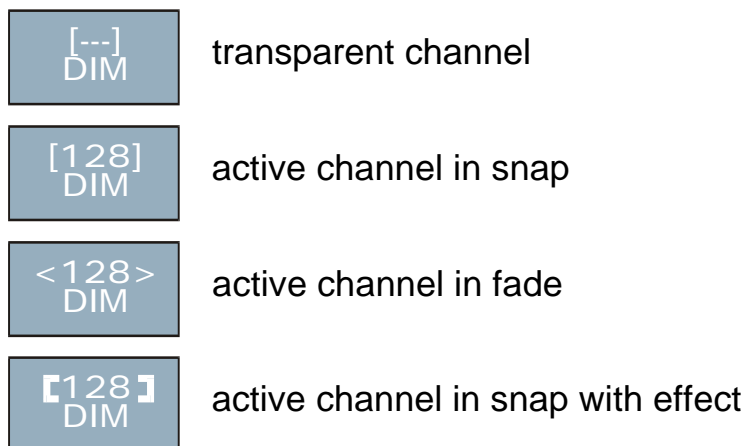 [---]
DIM
transparent channel
[128]
DIM
active channel in snap
<128>
DIM
active channel in fade
[128]
DIM
active channel in snap with effect